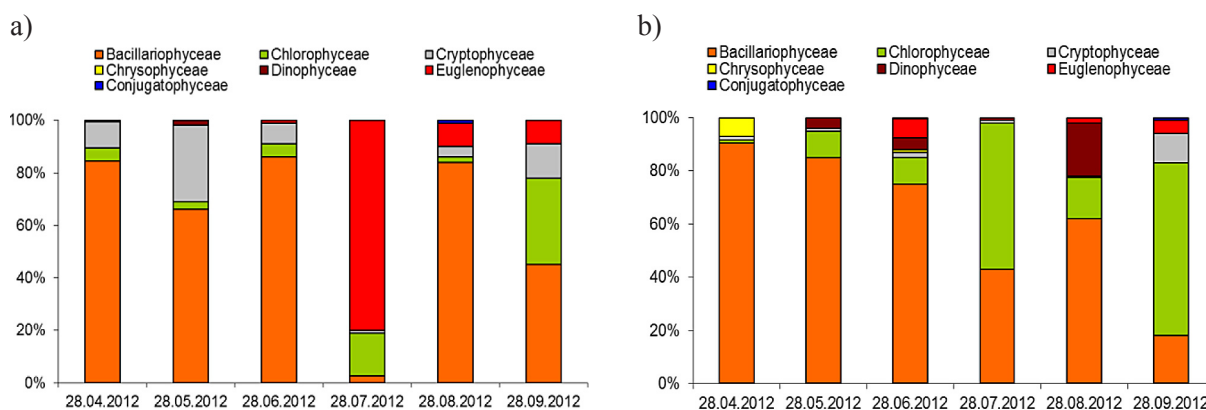 a)
Bacillariophyceae Chlorophyceae Cryptophyceae
Chrysophyceae Dinophyceae Euglenophyceae
Conjugatophyceae
100%
80%
60%
40%
20%
0%
28.04.2012 28.05.2012 28.06.2012 28.07.2012 28.08.2012 28.09.2012
b)
Bacillariophyceae Chlorophyceae Cryptophyceae
Chrysophyceae Dinophyceae Euglenophyceae
Conjugatophyceae
100%
80%
60%
40%
20%
0%
28.04.2012 28.05.2012 28.06.2012 28.07.2012 28.08.2012 28.09.2012